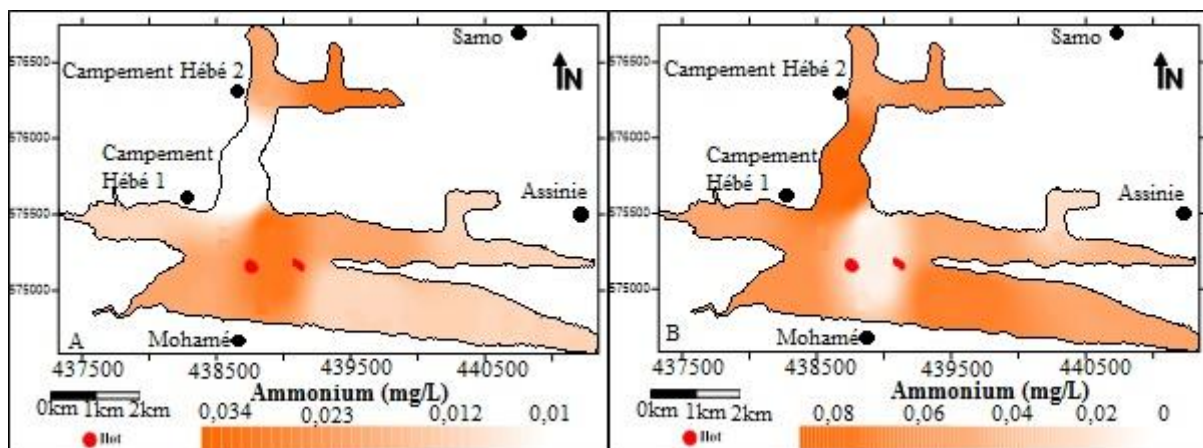 Samo
576500
Campement Hébé 2
N
576000
Campement
Hébé 1
Assinie
575500
575000
A
Mohamé
437500 438500 439500 440500
Ammonium (mg/L)
0km 1km 2km
0,034 0,023 0,012 0,01
Ilot
Samo
576500
Campement Hébé 2
N
576000
Campement
Hébé 1
Assinie
575500
575000
B
Mohamé
437500 438500 439500 440500
Ammonium (mg/L)
0km 1km 2km
0,08 0,06 0,04 0,02 0
Ilot